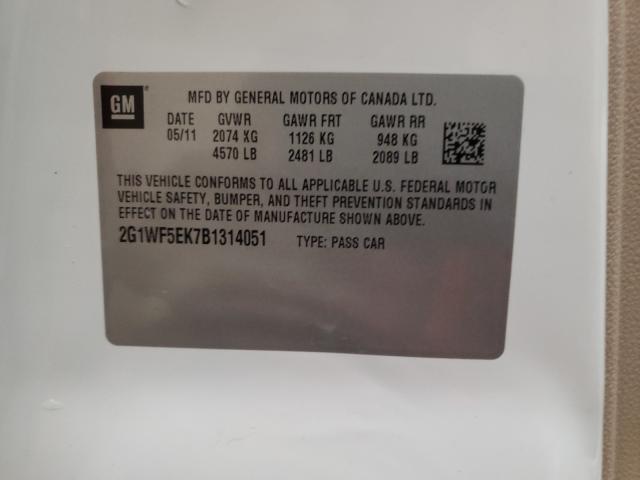 GM
MFD BY GENERAL MOTORS OF CANADA LTD.
DATE GVWR GAWR FRT GAWR RR
05/11 2074 KG 1126 KG 948 KG
4570 LB 2481 LB 2089 LB
THIS VEHICLE CONFORMS TO ALL APPLICABLE U.S. FEDERAL MOTOR
VEHICLE SAFETY, BUMPER, AND THEFT PREVENTION STANDARDS IN
EFFECT ON THE DATE OF MANUFACTURE SHOWN ABOVE.
2G1WF5EK7B1314051 TYPE: PASS CAR